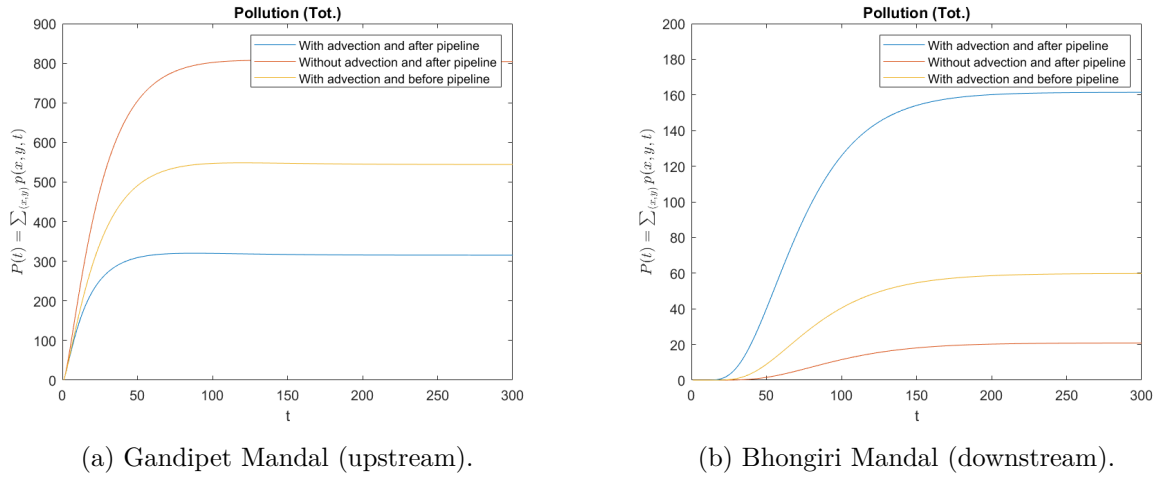 Pollution (Tot.)
900
800
700
600
500
400
300
200
100
0
P(t) = ∑(x,y) p(x, y, t)
With advection and after pipeline
Without advection and after pipeline
With advection and before pipeline
0 50 100 150 200 250 300
t
(a) Gandipet Mandal (upstream).
Pollution (Tot.)
180
160
140
120
100
80
60
40
20
0
P(t) = ∑(x,y) p(x, y, t)
With advection and after pipeline
Without advection and after pipeline
With advection and before pipeline
0 50 100 150 200 250 300
t
(b) Bhongiri Mandal (downstream).